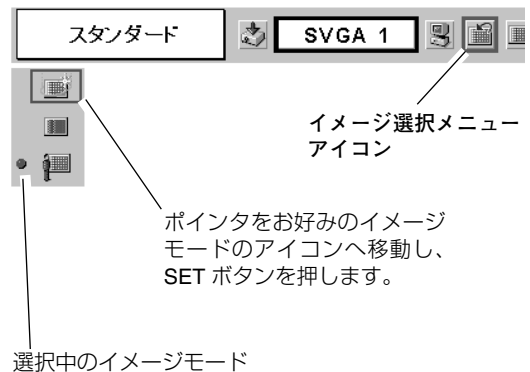 スタンダード
SVGA 1
イメージ選択メニュー
アイコン
ポインタをお好みのイメージ
モードのアイコンへ移動し、
SET ボタンを押します。
選択中のイメージモード